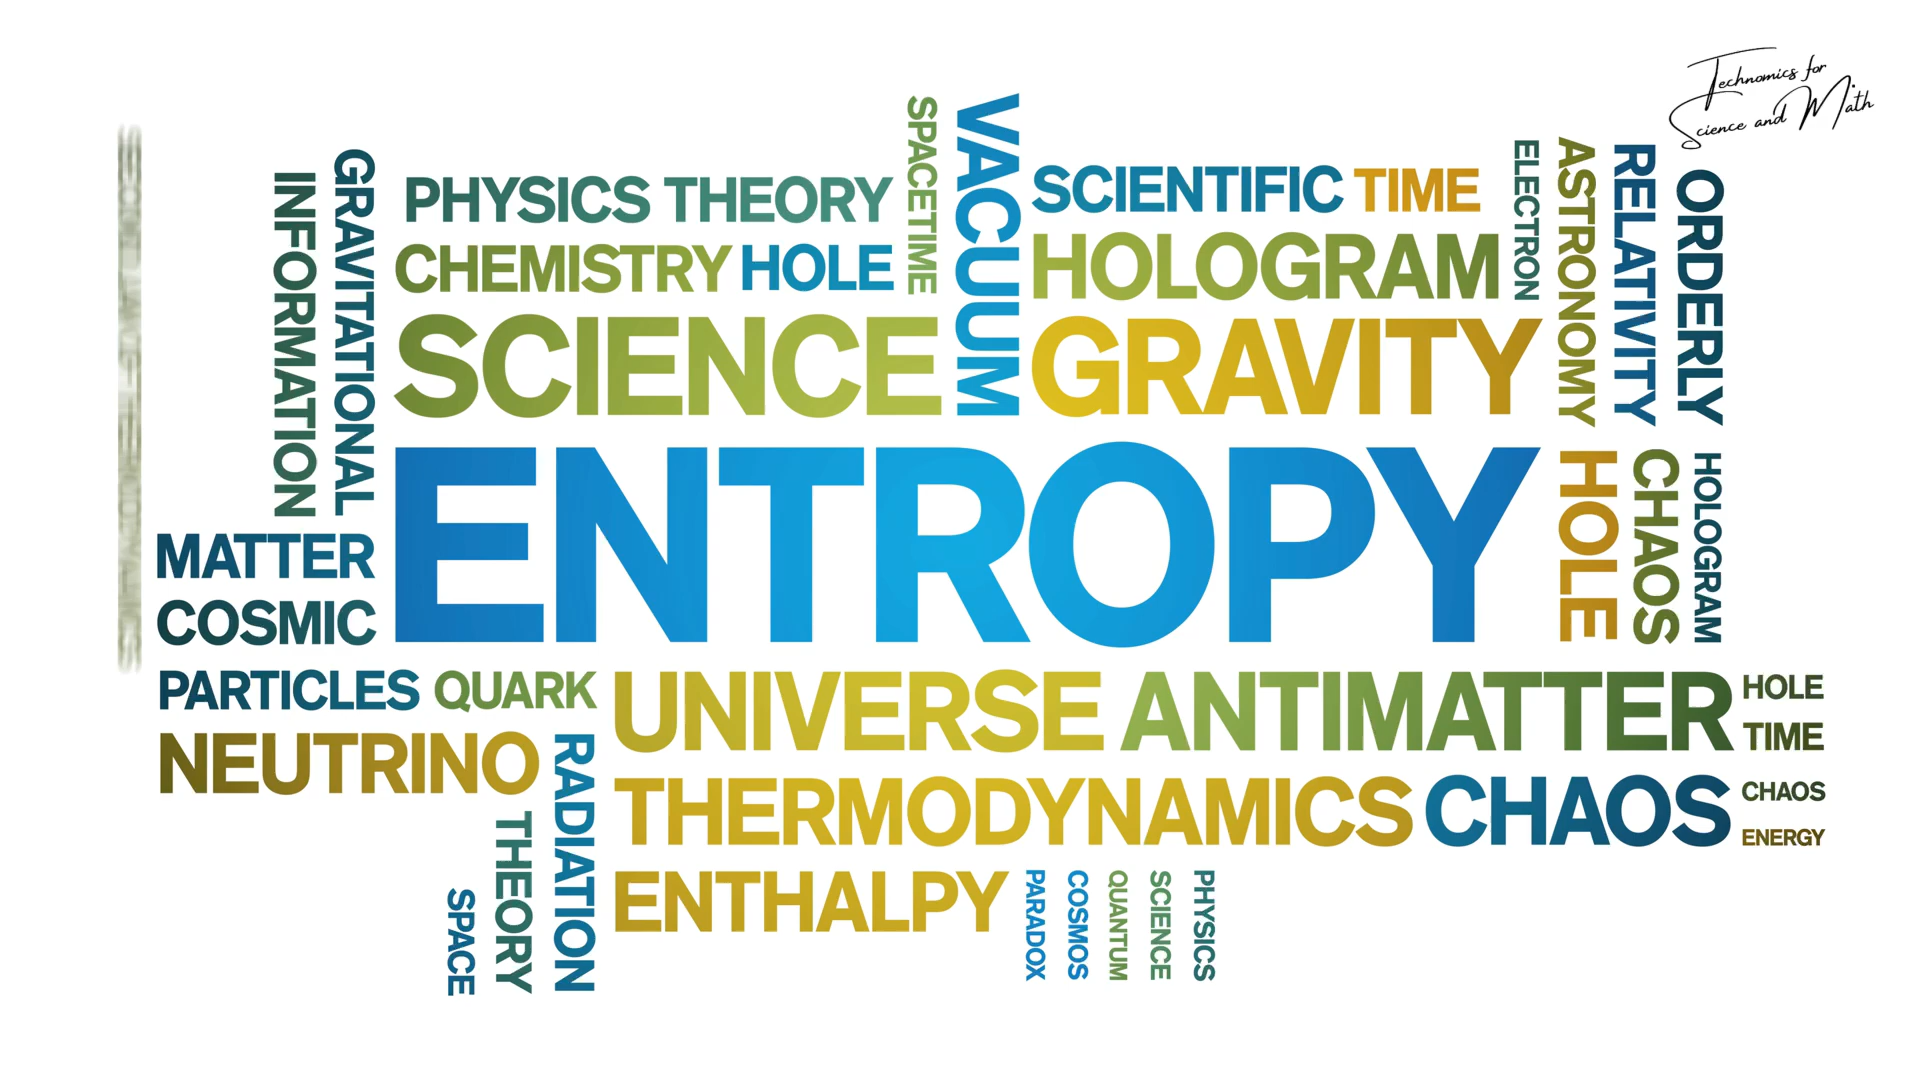 Technomics for
Science and Math
SPACETIME
VACUUM
GRAVITATIONAL
INFORMATION
PHYSICS THEORY
CHEMISTRY HOLE
SCIENTIFIC TIME
HOLOGRAM
ELECTRON
ASTRONOMY
RELATIVITY
ORDERLY
SCIENCE
GRAVITY
ENTROPY
HOLE
CHAOS
HOLOGRAM
MATTER
COSMIC
PARTICLES QUARK
UNIVERSE ANTIMATTER
HOLE
TIME
NEUTRINO
RADIATION
THERMODYNAMICS CHAOS
CHAOS
ENERGY
THEORY
SPACE
ENTHALPY
PARADOX
COSMOS
QUANTUM
SCIENCE
PHYSICS